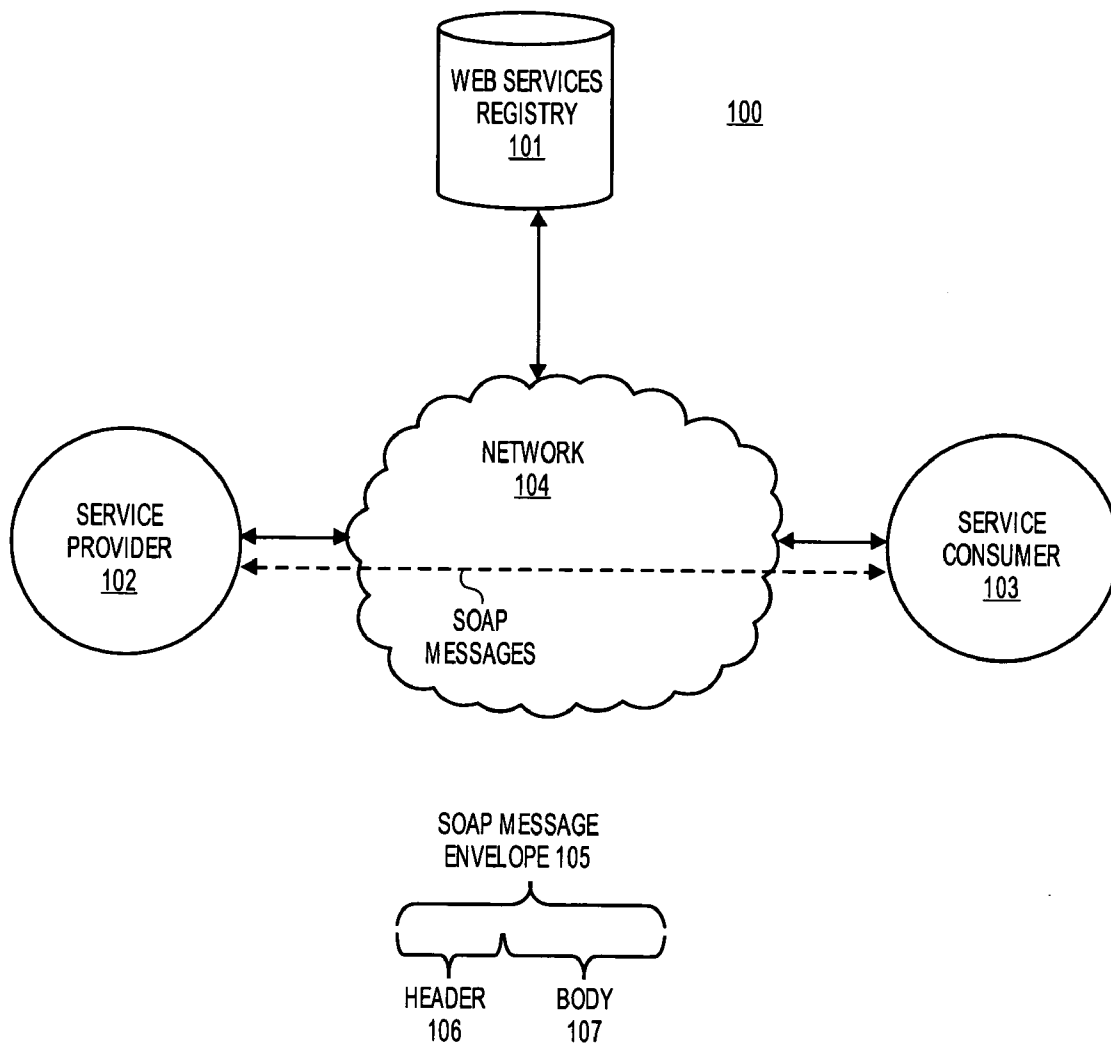 WEB SERVICES
REGISTRY
101
100
NETWORK
104
SERVICE
PROVIDER
102
SERVICE
CONSUMER
103
SOAP
MESSAGES
SOAP MESSAGE
ENVELOPE 105
HEADER
106
BODY
107